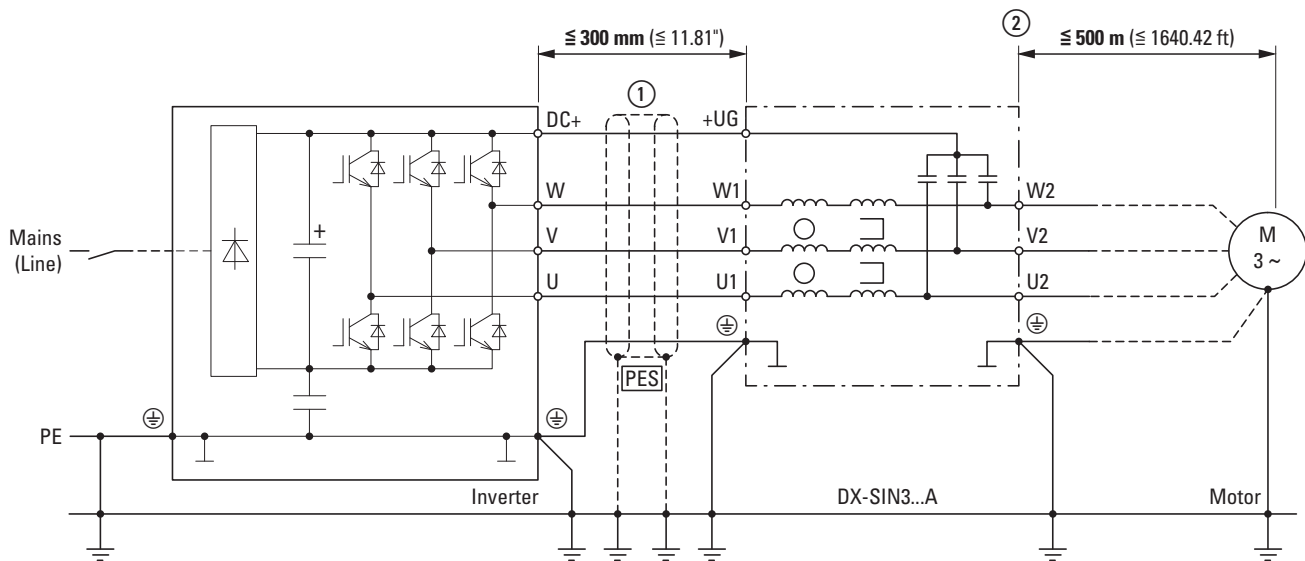 ②
≦ 300 mm (≦ 11.81")
≦ 500 m (≦ 1640.42 ft)
①
DC+
+UG
W
W1
W2
Mains
(Line)
+
V
V1
V2
M
3 ~
U
U1
U2
PES
PE
Inverter
DX-SIN3...A
Motor